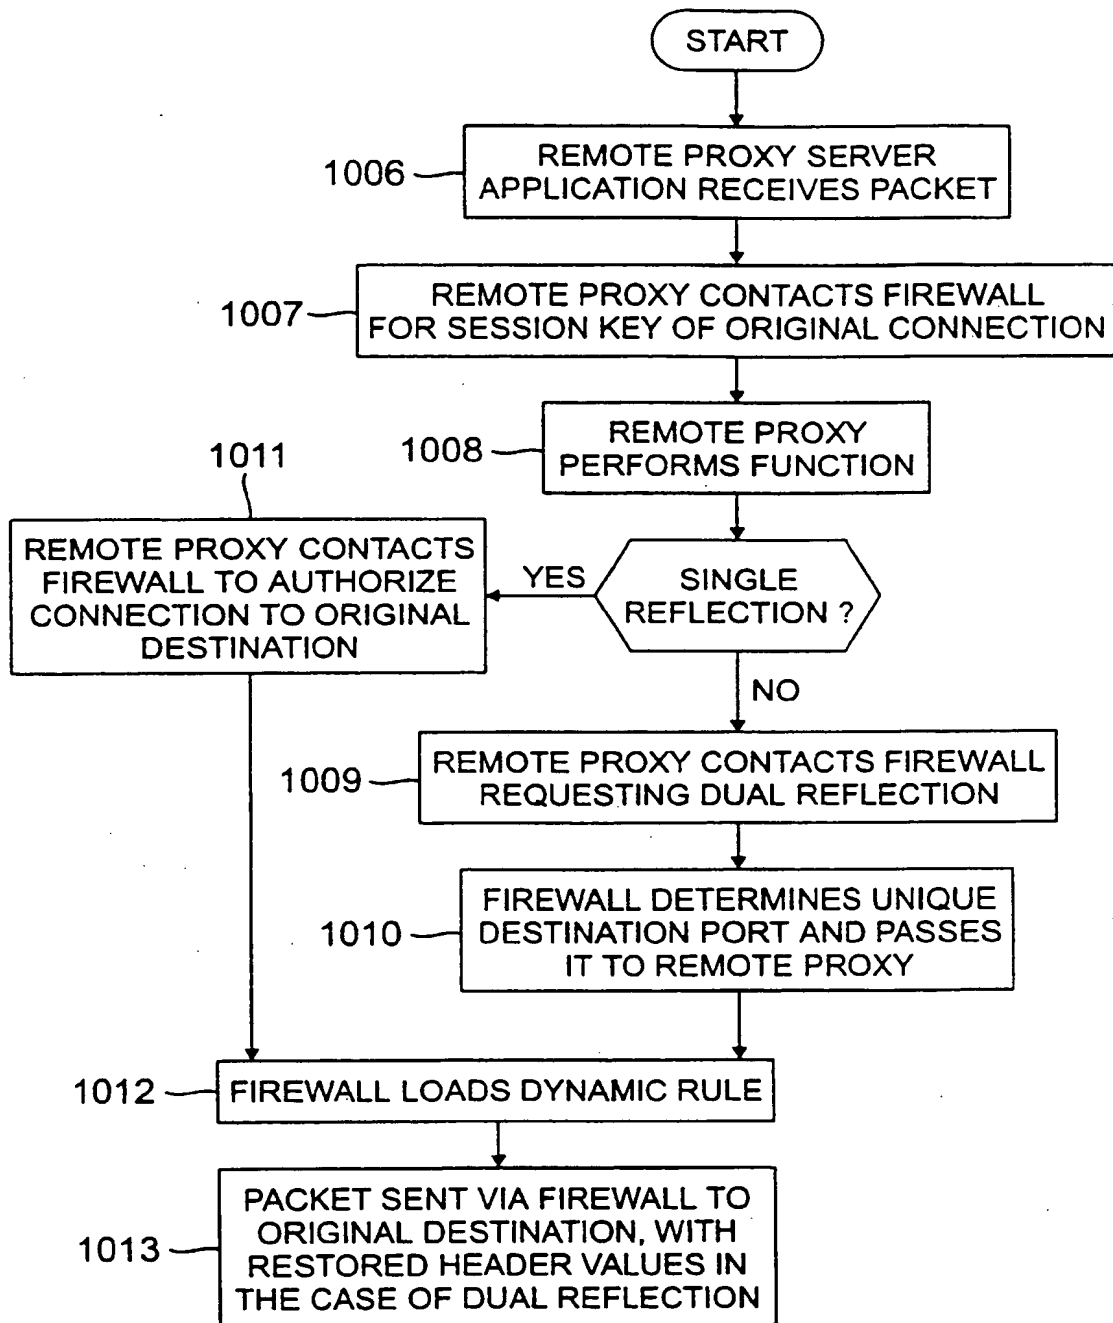 START
1006
REMOTE PROXY SERVER
APPLICATION RECEIVES PACKET
1007
REMOTE PROXY CONTACTS FIREWALL
FOR SESSION KEY OF ORIGINAL CONNECTION
1008
REMOTE PROXY
PERFORMS FUNCTION
SINGLE
REFLECTION ?
YES
1011
REMOTE PROXY CONTACTS
FIREWALL TO AUTHORIZE
CONNECTION TO ORIGINAL
DESTINATION
NO
1009
REMOTE PROXY CONTACTS FIREWALL
REQUESTING DUAL REFLECTION
1010
FIREWALL DETERMINES UNIQUE
DESTINATION PORT AND PASSES
IT TO REMOTE PROXY
1012
FIREWALL LOADS DYNAMIC RULE
1013
PACKET SENT VIA FIREWALL TO
ORIGINAL DESTINATION, WITH
RESTORED HEADER VALUES IN
THE CASE OF DUAL REFLECTION